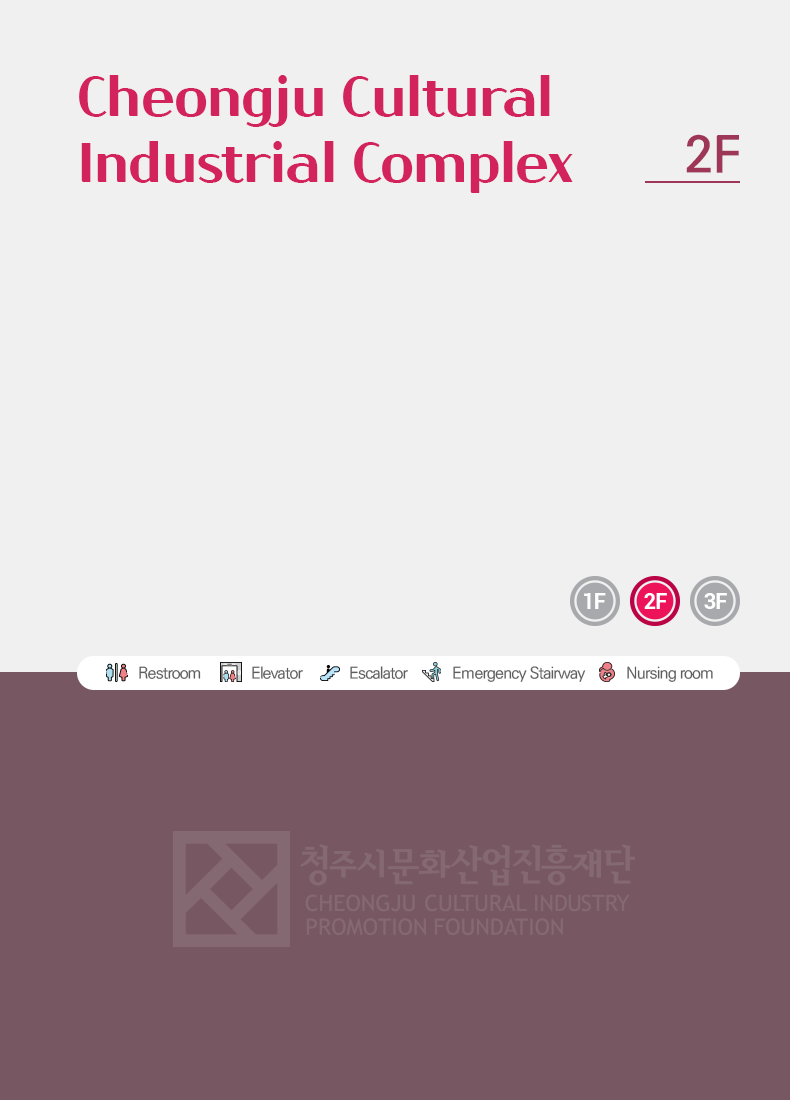 Cheongju Cultural
Industrial Complex
2F
1F 2F 3F
Restroom Elevator Escalator Emergency Stairway Nursing room
청주시문화산업진흥재단
CHEONGJU CULTURAL INDUSTRY
PROMOTION FOUNDATION